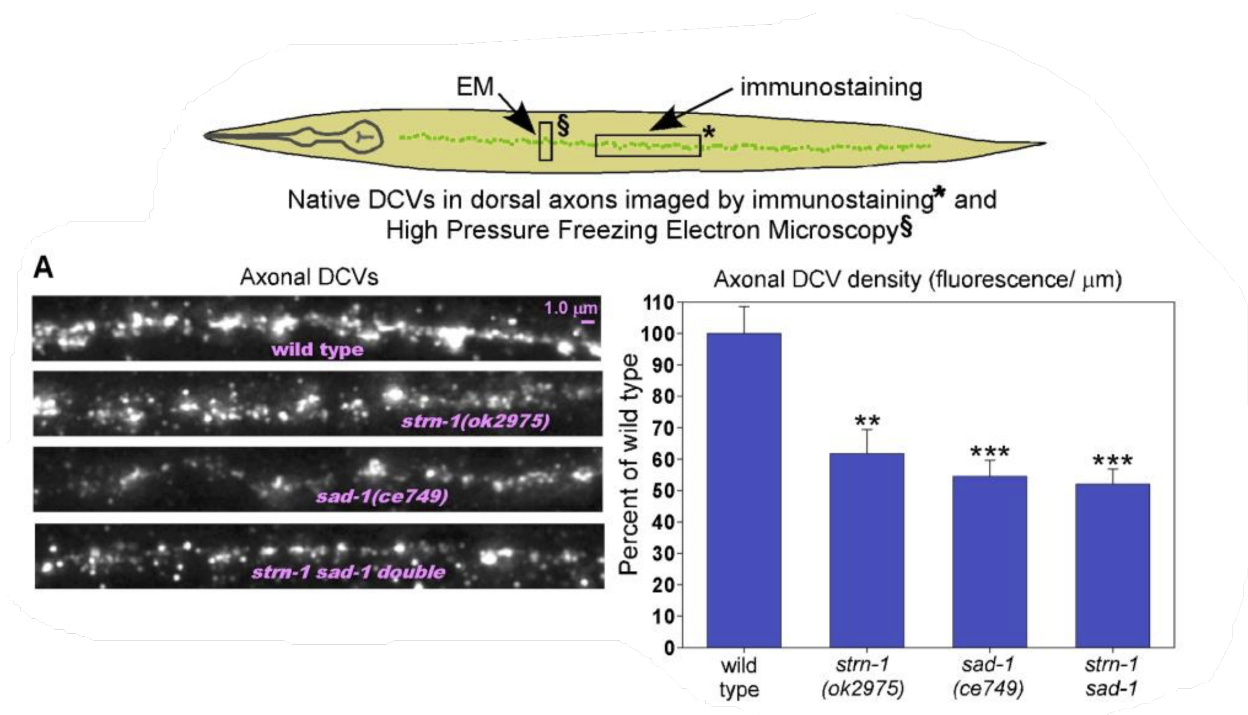 EM
§
immunostaining
*
Native DCVs in dorsal axons imaged by immunostaining* and
High Pressure Freezing Electron Microscopy§
A
Axonal DCVs
1.0 µm
wild type
strn-1(ok2975)
sad-1(ce749)
strn-1 sad-1 double
Axonal DCV density (fluorescence/ µm)
Percent of wild type
110
100
90
80
70
60
50
40
30
20
10
0
**
***
***
wild
type
strn-1
(ok2975)
sad-1
(ce749)
strn-1
sad-1